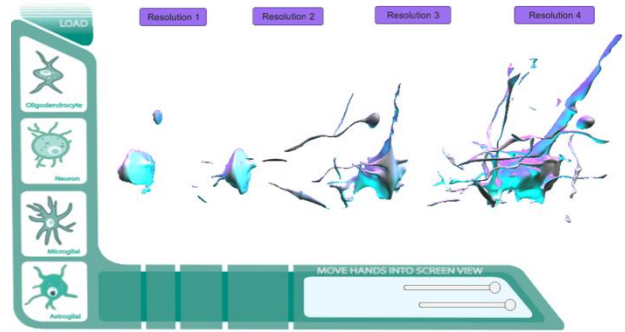 LOAD
Resolution 1
Resolution 2
Resolution 3
Resolution 4
Oligodendrocyte
Neuron
Microglial
Astroglial
MOVE HANDS INTO SCREEN VIEW